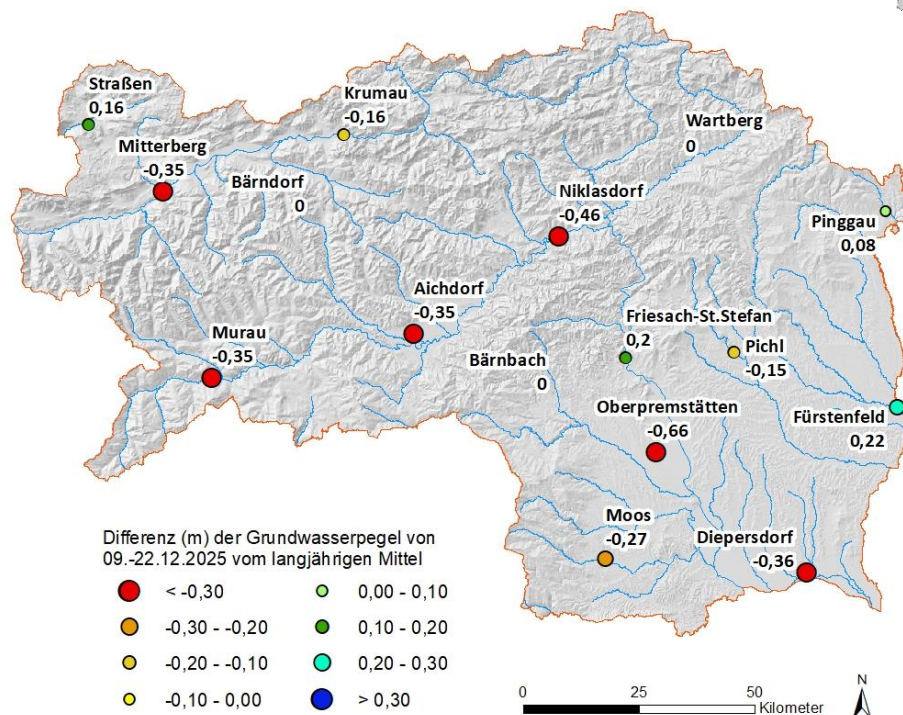 Straßen
0,16
Krumau
-0,16
Wartberg
0
Mitterberg
-0,35
Bärndorf
0
Niklasdorf
-0,46
Pinggau
0,08
Aichdorf
-0,35
Friesach-St.Stefan
0,2
Murau
-0,35
Bärnbach
0
Pichl
-0,15
Oberpremstätten
-0,66
Fürstenfeld
0,22
Moos
-0,27
Diepersdorf
-0,36
Differenz (m) der Grundwasserpegel von
09.-22.12.2025 vom langjährigen Mittel
< -0,30
-0,30 - -0,20
-0,20 - -0,10
-0,10 - 0,00
0,00 - 0,10
0,10 - 0,20
0,20 - 0,30
> 0,30
0 25 50
Kilometer
N